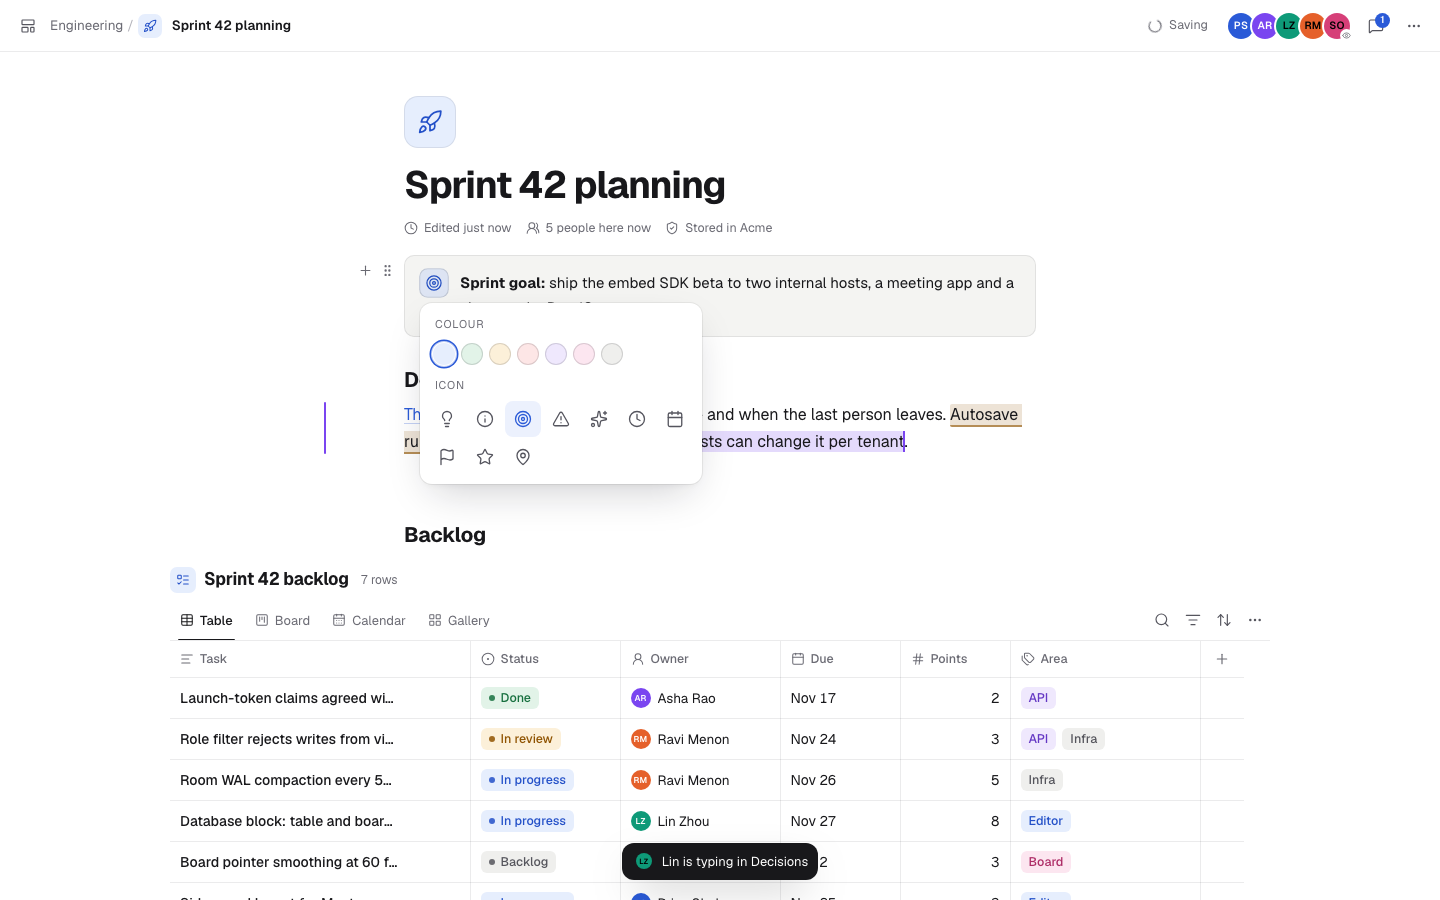 Engineering / Sprint 42 planning
Saving
PS AR LZ RM SO
1
Sprint 42 planning
Edited just now 5 people here now Stored in Acme
Sprint goal: ship the embed SDK beta to two internal hosts, a meeting app and a
COLOUR
ICON
and when the last person leaves. Autosave
can change it per tenant.
Backlog
Sprint 42 backlog 7 rows
Table Board Calendar Gallery
Task Status Owner Due Points Area
Launch-token claims agreed wi... Done AR Asha Rao Nov 17 2 API
Role filter rejects writes from vi... In review RM Ravi Menon Nov 24 3 API Infra
Room WAL compaction every 5... In progress RM Ravi Menon Nov 26 5 Infra
Database block: table and boar... In progress LZ Lin Zhou Nov 27 8 Editor
Board pointer smoothing at 60 f... Backlog 2 3 Board
LZ Lin is typing in Decisions